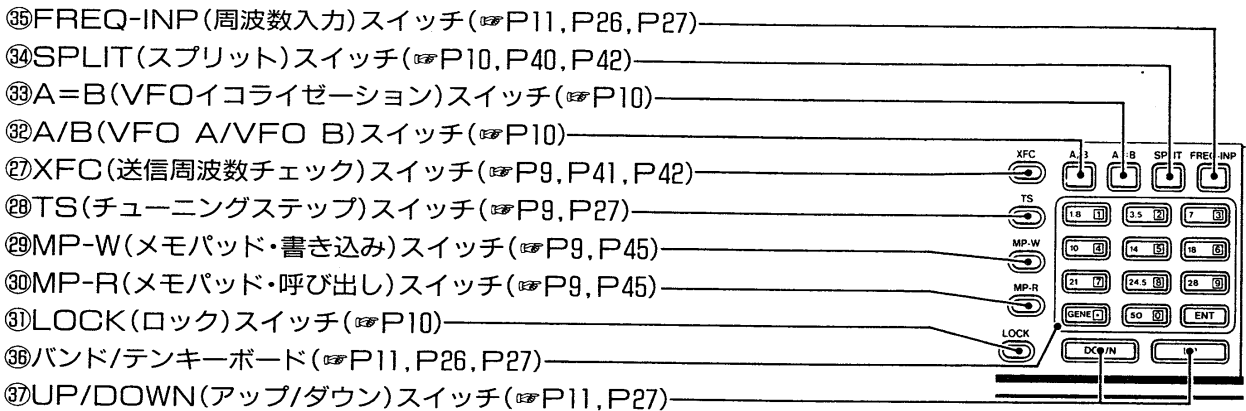 ㉟FREQ-INP(周波数入力)スイッチ(☞P11,P26,P27)
㉞SPLIT(スプリット)スイッチ(☞P10,P40,P42)
㉝A=B(VFOイコライゼーション)スイッチ(☞P10)
㉜A/B(VFO A/VFO B)スイッチ(☞P10)
㉗XFC(送信周波数チェック)スイッチ(☞P9,P41,P42)
㉘TS(チューニングステップ)スイッチ(☞P9,P27)
㉙MP-W(メモパッド・書き込み)スイッチ(☞P9,P45)
㉚MP-R(メモパッド・呼び出し)スイッチ(☞P9,P45)
㉛LOCK(ロック)スイッチ(☞P10)
㊱バンド/テンキーボード(☞P11,P26,P27)
㊲UP/DOWN(アップ/ダウン)スイッチ(☞P11,P27)
XFC A/B A=B SPLIT FREQ-INP
TS 1.8 1 3.5 2 7 3
MP-W 10 4 14 5 18 6
MP-R 21 7 24.5 8 28 9
GENE • 50 0 ENT
LOCK DOWN UP